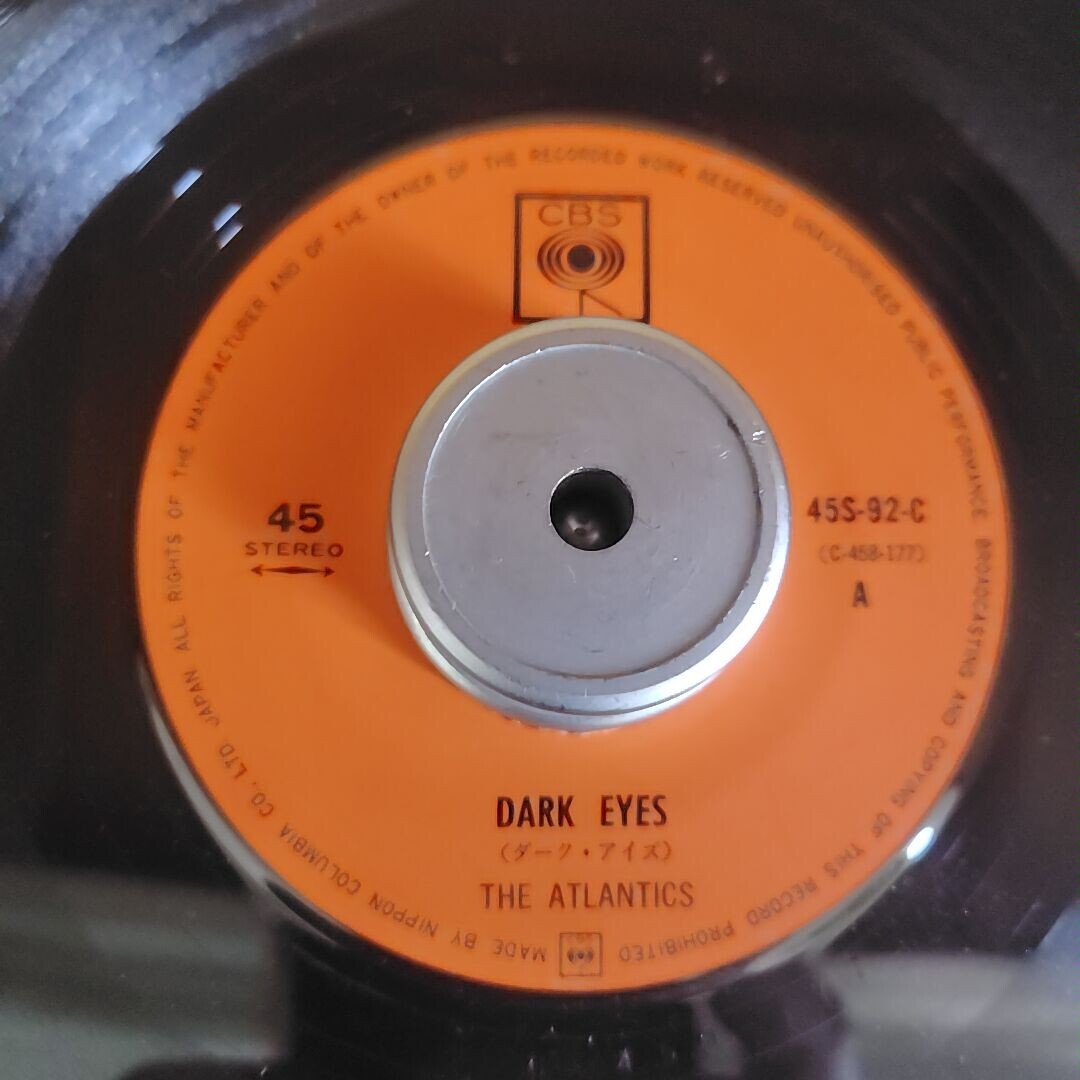 CBS
45
STEREO
45S-92-C
(C-458-177)
A
DARK EYES
(ダーク・アイズ)
THE ATLANTICS
MADE BY NIPPON COLUMBIA CO., LTD. JAPAN ALL RIGHTS OF THE MANUFACTURER AND OF THE OWNER OF THE RECORDED WORK RESERVED UNAUTHORISED PUBLIC PERFORMANCE BROADCASTING AND COPYING OF THIS RECORD PROHIBITED